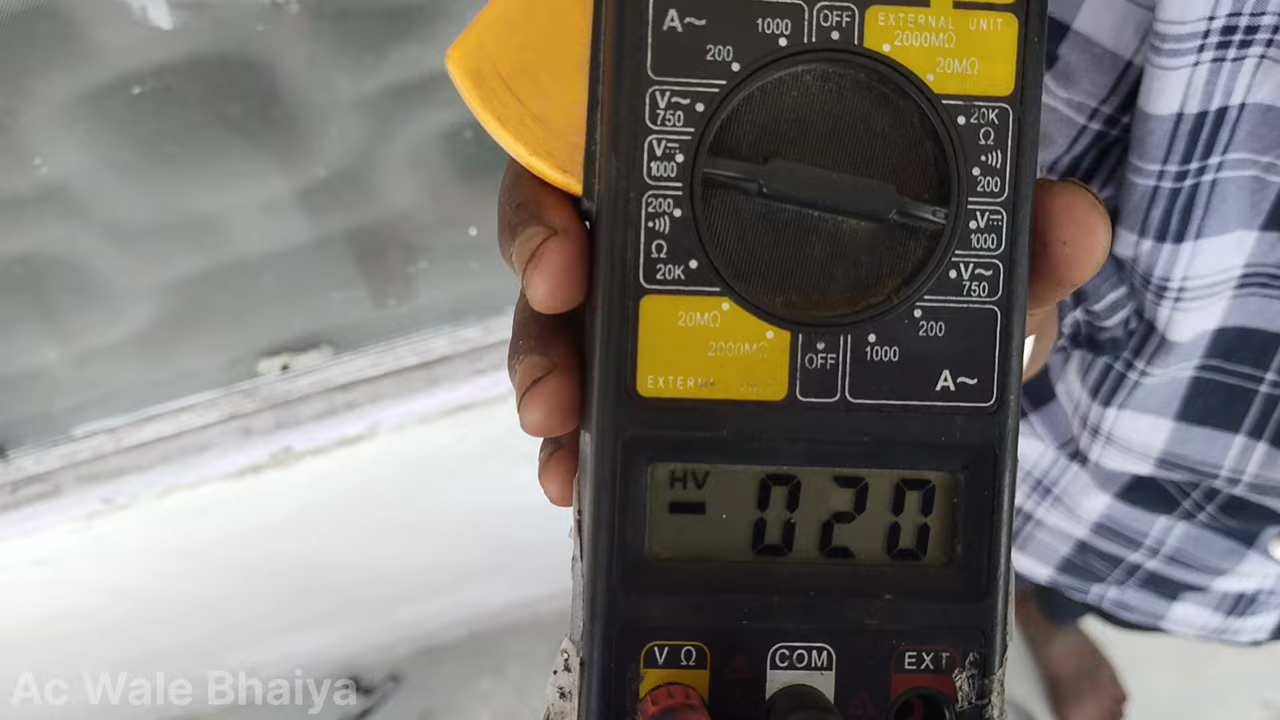 A~
1000
OFF
EXTERNAL UNIT
2000MΩ
200
20MΩ
V~
750
20K
Ω
200
V⎓
1000
200
Ω
20K
V⎓
1000
V~
750
20MΩ
2000MΩ
OFF
200
1000
A~
HV
-020
V Ω
COM
EXT
Ac Wale Bhaiya